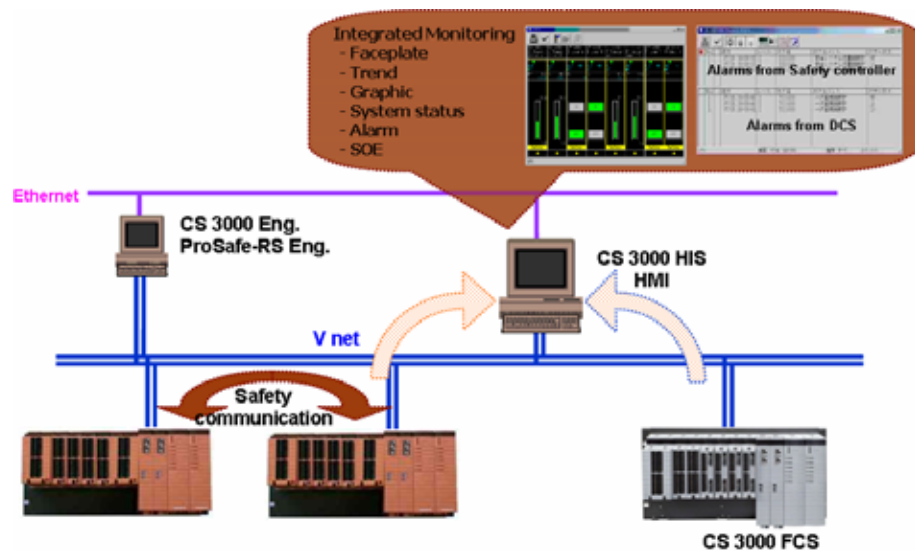 Integrated Monitoring
- Faceplate
- Trend
- Graphic
- System status
- Alarm
- SOE
Alarms from Safety controller
Alarms from DCS
Ethernet
CS 3000 Eng.
ProSafe-RS Eng.
CS 3000 HIS
HMI
V net
Safety
communication
CS 3000 FCS